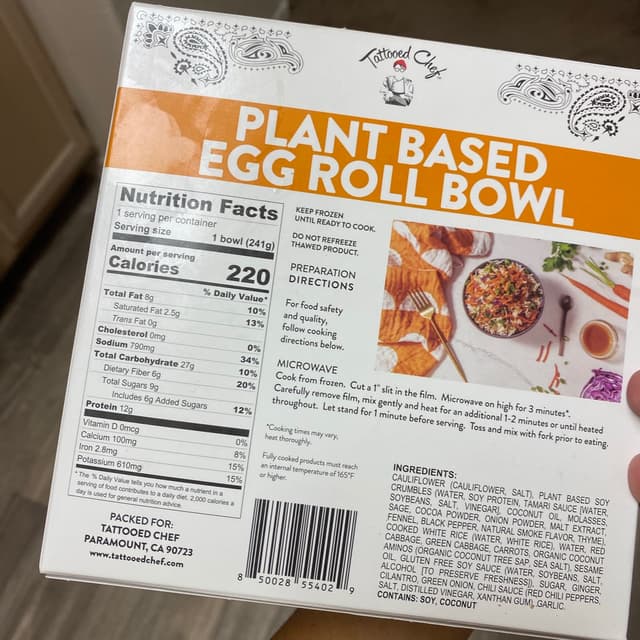 Tattooed Chef
PLANT BASED
EGG ROLL BOWL
Nutrition Facts
1 serving per container
Serving size 1 bowl (241g)
Amount per serving
Calories 220
% Daily Value*
Total Fat 8g 10%
Saturated Fat 2.5g 13%
Trans Fat 0g
Cholesterol 0mg 0%
Sodium 790mg 34%
Total Carbohydrate 27g 10%
Dietary Fiber 6g 20%
Total Sugars 9g
Includes 6g Added Sugars 12%
Protein 12g
Vitamin D 0mcg 0%
Calcium 100mg 8%
Iron 2.8mg 15%
Potassium 610mg 15%
* The % Daily Value tells you how much a nutrient in a
serving of food contributes to a daily diet. 2,000 calories a
day is used for general nutrition advice.
PACKED FOR:
TATTOOED CHEF
PARAMOUNT, CA 90723
www.tattooedchef.com
KEEP FROZEN
UNTIL READY TO COOK.
DO NOT REFREEZE
THAWED PRODUCT.
PREPARATION
DIRECTIONS
For food safety
and quality,
follow cooking
directions below.
MICROWAVE
Cook from frozen. Cut a 1" slit in the film. Microwave on high for 3 minutes*.
Carefully remove film, mix gently and heat for an additional 1-2 minutes or until heated
throughout. Let stand for 1 minute before serving. Toss and mix with fork prior to eating.
*Cooking times may vary,
heat thoroughly.
Fully cooked products must reach
an internal temperature of 165°F
or higher.
8 50028 55402 9
INGREDIENTS:
CAULIFLOWER (CAULIFLOWER, SALT), PLANT BASED SOY
CRUMBLES (WATER, SOY PROTEIN, TAMARI SAUCE [WATER,
SOYBEANS, SALT, VINEGAR], COCONUT OIL, MOLASSES,
SAGE, COCOA POWDER, ONION POWDER, MALT EXTRACT,
FENNEL, BLACK PEPPER, NATURAL SMOKE FLAVOR, THYME),
COOKED WHITE RICE (WATER, WHITE RICE), WATER, RED
CABBAGE, GREEN CABBAGE, CARROTS, ORGANIC COCONUT
AMINOS (ORGANIC COCONUT TREE SAP, SEA SALT), SESAME
OIL, GLUTEN FREE SOY SAUCE (WATER, SOYBEANS, SALT,
ALCOHOL [TO PRESERVE FRESHNESS]), SUGAR, GINGER,
CILANTRO, GREEN ONION, CHILI SAUCE (RED CHILI PEPPERS,
SALT, DISTILLED VINEGAR, XANTHAN GUM), GARLIC.
CONTAINS: SOY, COCONUT